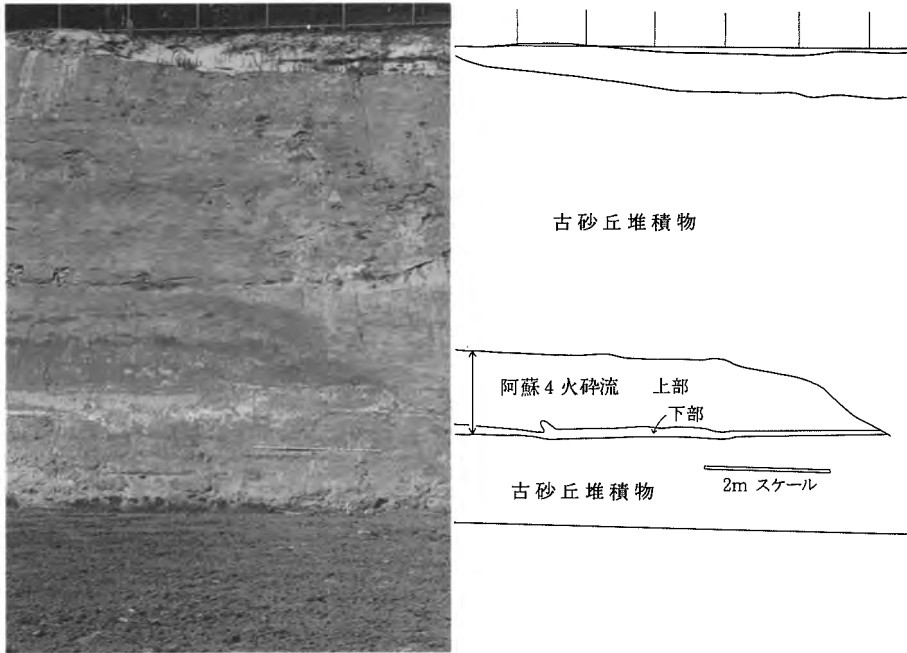 古砂丘堆積物
阿蘇4火砕流 上部
下部
古砂丘堆積物
2m スケール